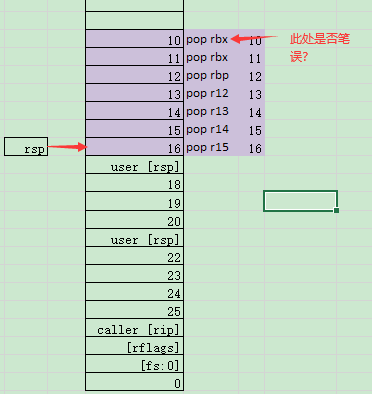 10 pop rbx 10 此处是否笔
误?
11 pop rbx 11
12 pop rbp 12
13 pop r12 13
14 pop r13 14
15 pop r14 15
rsp 16 pop r15 16
user [rsp]
18
19
20
user [rsp]
22
23
24
25
caller [rip]
[rflags]
[fs:0]
0